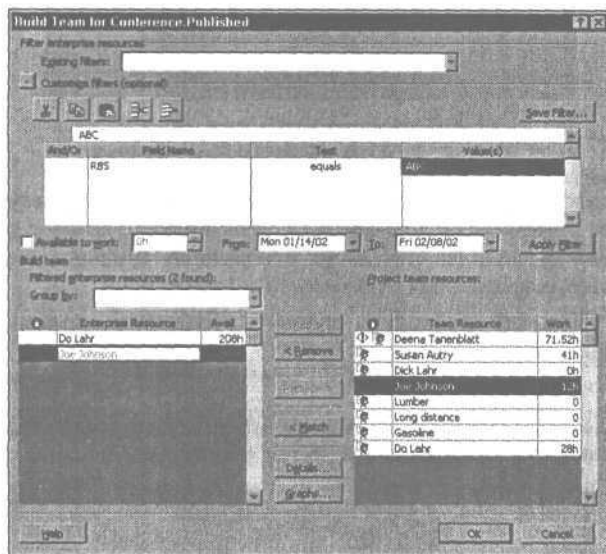 Build Team for Conference.Published
Filter enterprise resources
Existing filters:
Customize filters (optional)
Save Filter...
ABC
And/Or Field Name Test Value(s)
RBS equals ABC
Available to work: 0h From: Mon 01/14/02 To: Fri 02/08/02 Apply Filter
Build team
Filtered enterprise resources (2 found): Project team resources:
Group by:
Enterprise Resource Avail
Do Lahr 208h
Joe Johnson
< Remove
< Match
Details...
Graphs...
Team Resource Work
Deena Tanenblatt 71.52h
Susan Autry 41h
Dick Lahr 0h
Joe Johnson 12h
Lumber 0
Long distance 0
Gasoline 0
Do Lahr 28h
Help OK Cancel